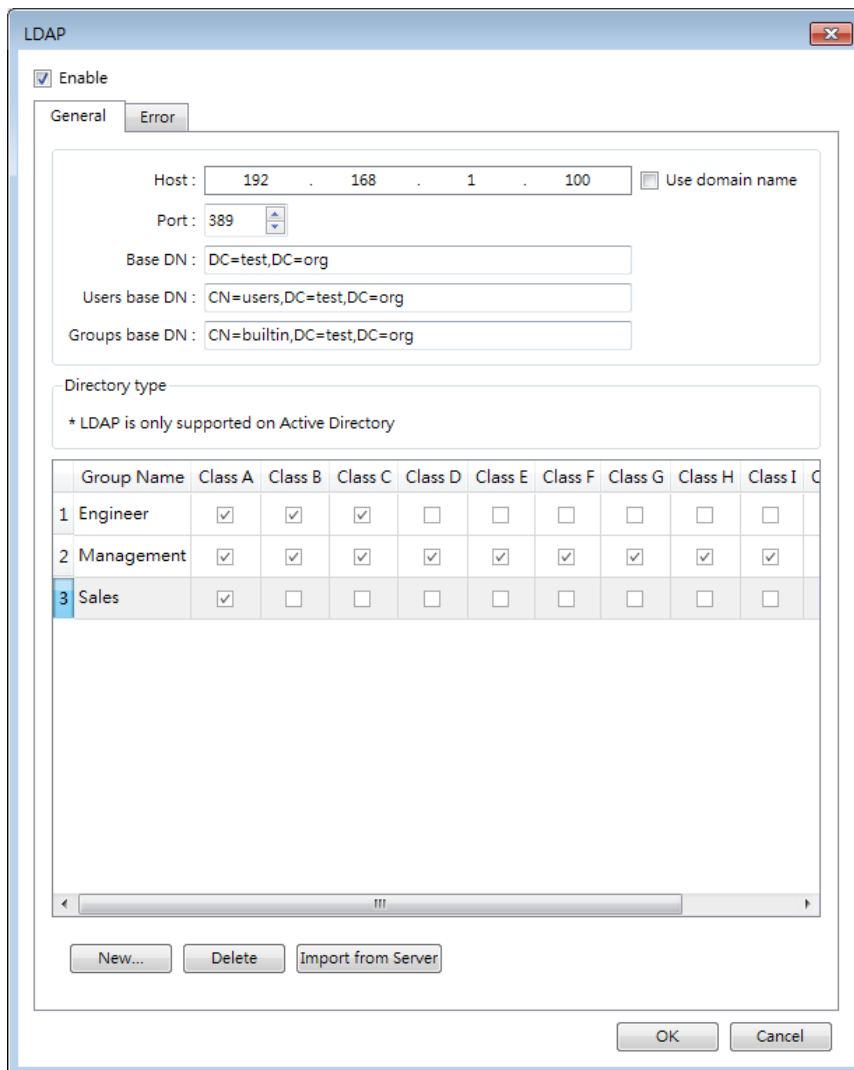 LDAP
Enable
General Error
Host : 192 . 168 . 1 . 100 Use domain name
Port : 389
Base DN : DC=test,DC=org
Users base DN : CN=users,DC=test,DC=org
Groups base DN : CN=builtin,DC=test,DC=org
Directory type
* LDAP is only supported on Active Directory
Group Name Class A Class B Class C Class D Class E Class F Class G Class H Class I C
1 Engineer
2 Management
3 Sales
New... Delete Import from Server
OK Cancel